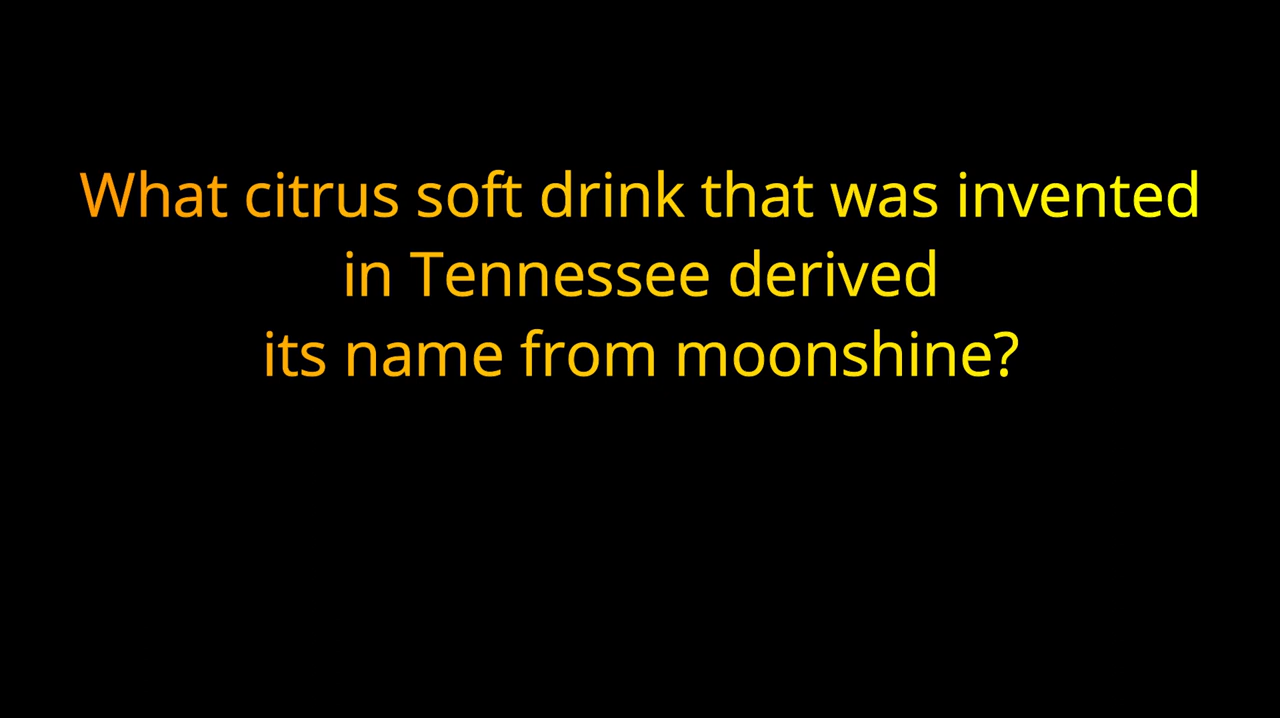 What citrus soft drink that was invented
in Tennessee derived
its name from moonshine?